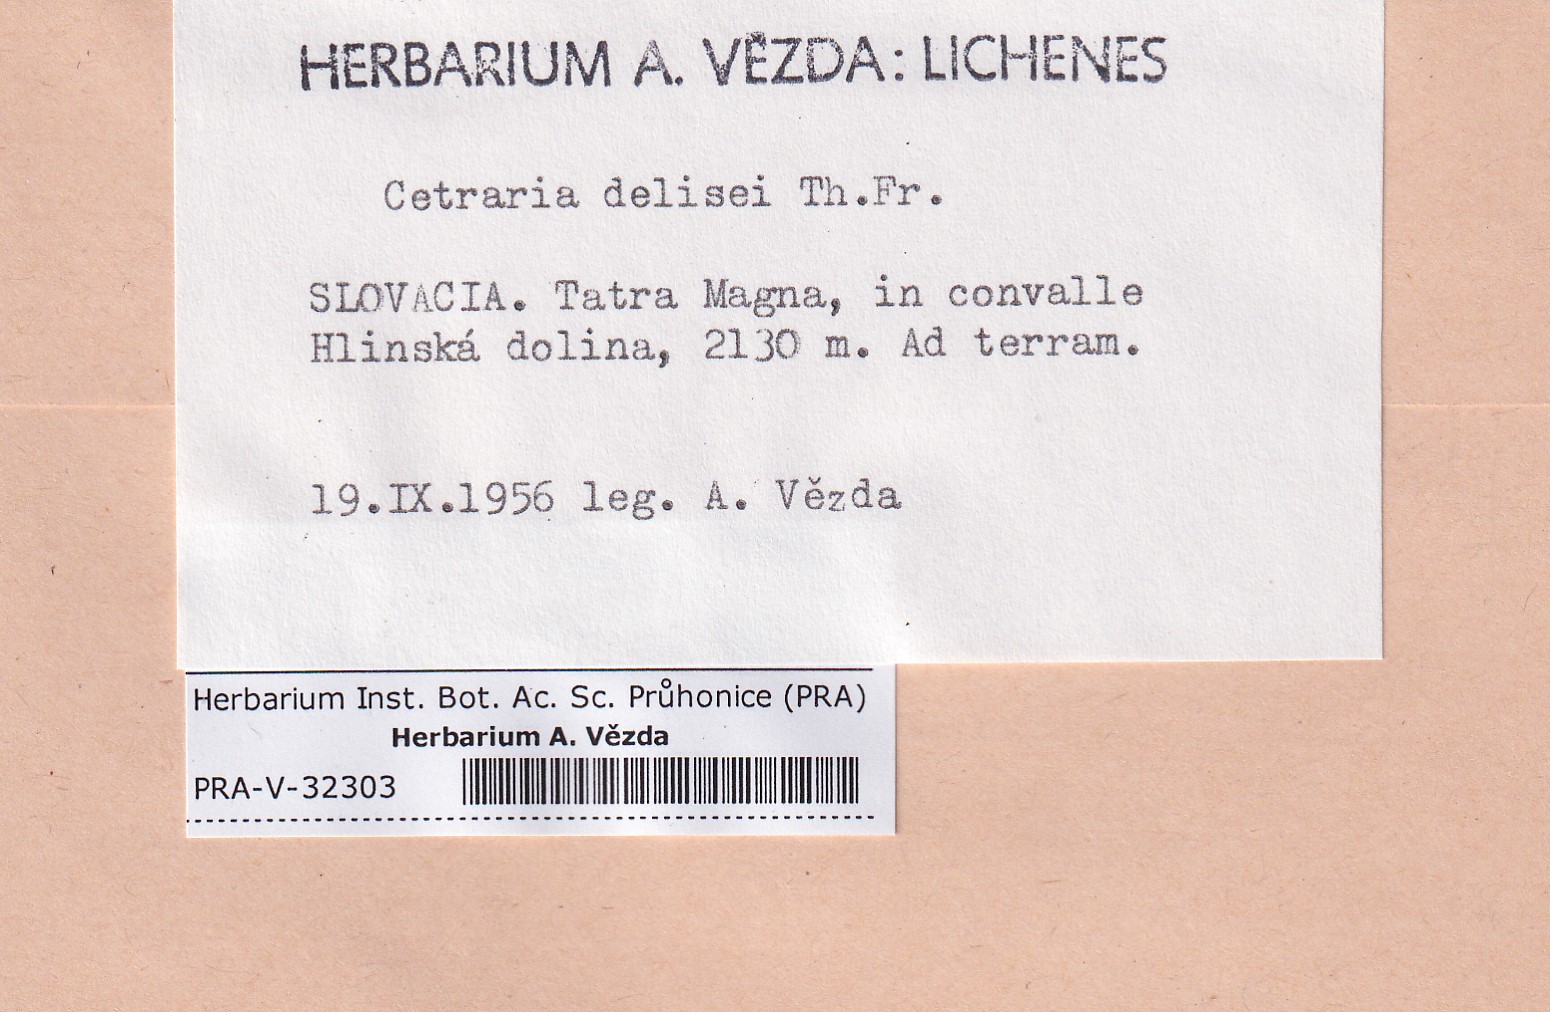 HERBARIUM A. VĚZDA: LICHENES
Cetraria delisei Th.Fr.
SLOVACIA. Tatra Magna, in convalle
Hlinská dolina, 2130 m. Ad terram.
19.IX.1956 leg. A. Vězda
Herbarium Inst. Bot. Ac. Sc. Průhonice (PRA)
Herbarium A. Vězda
PRA-V-32303